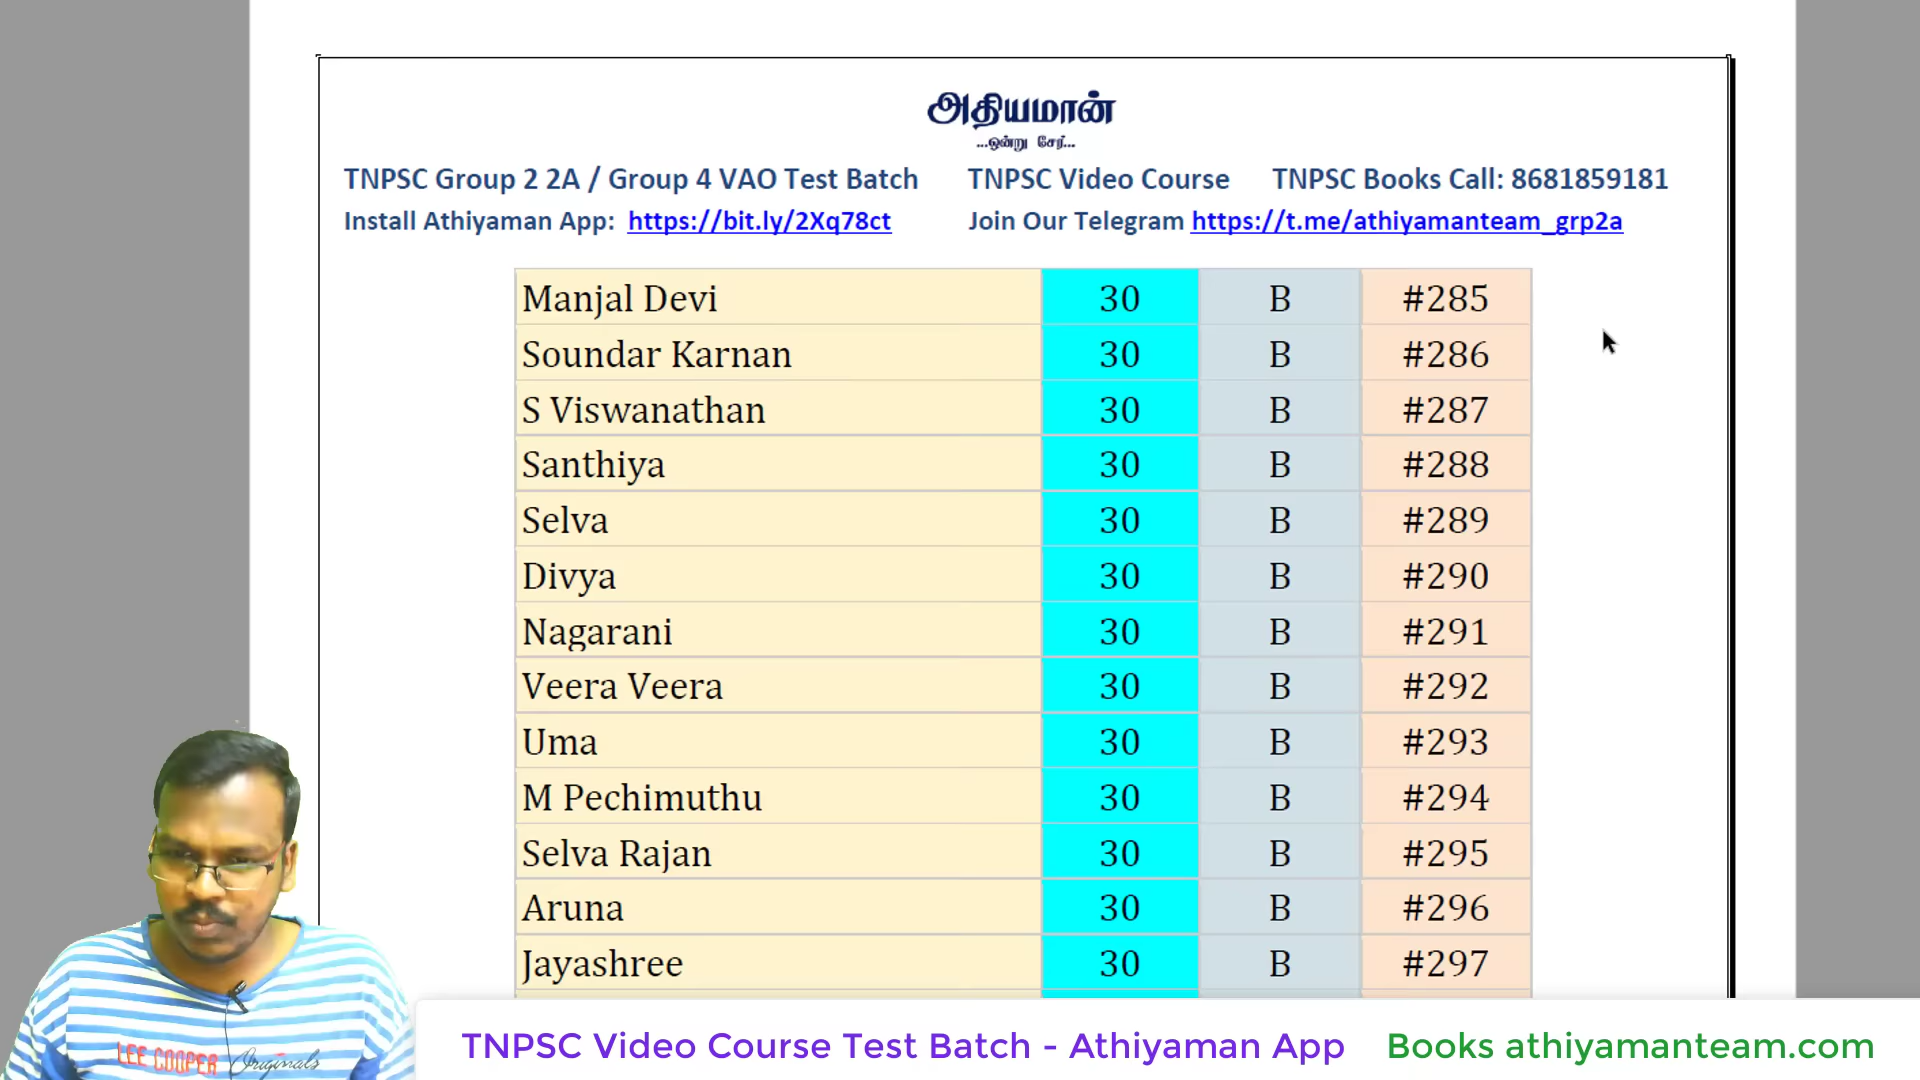 அதியமான்
...ஒன்று சேர்...
TNPSC Group 2 2A / Group 4 VAO Test Batch TNPSC Video Course TNPSC Books Call: 8681859181
Install Athiyaman App: https://bit.ly/2Xq78ct Join Our Telegram https://t.me/athiyamanteam_grp2a
Manjal Devi 30 B #285
Soundar Karnan 30 B #286
S Viswanathan 30 B #287
Santhiya 30 B #288
Selva 30 B #289
Divya 30 B #290
Nagarani 30 B #291
Veera Veera 30 B #292
Uma 30 B #293
M Pechimuthu 30 B #294
Selva Rajan 30 B #295
Aruna 30 B #296
Jayashree 30 B #297
LEE COOPER Originals
TNPSC Video Course Test Batch - Athiyaman App Books athiyamanteam.com